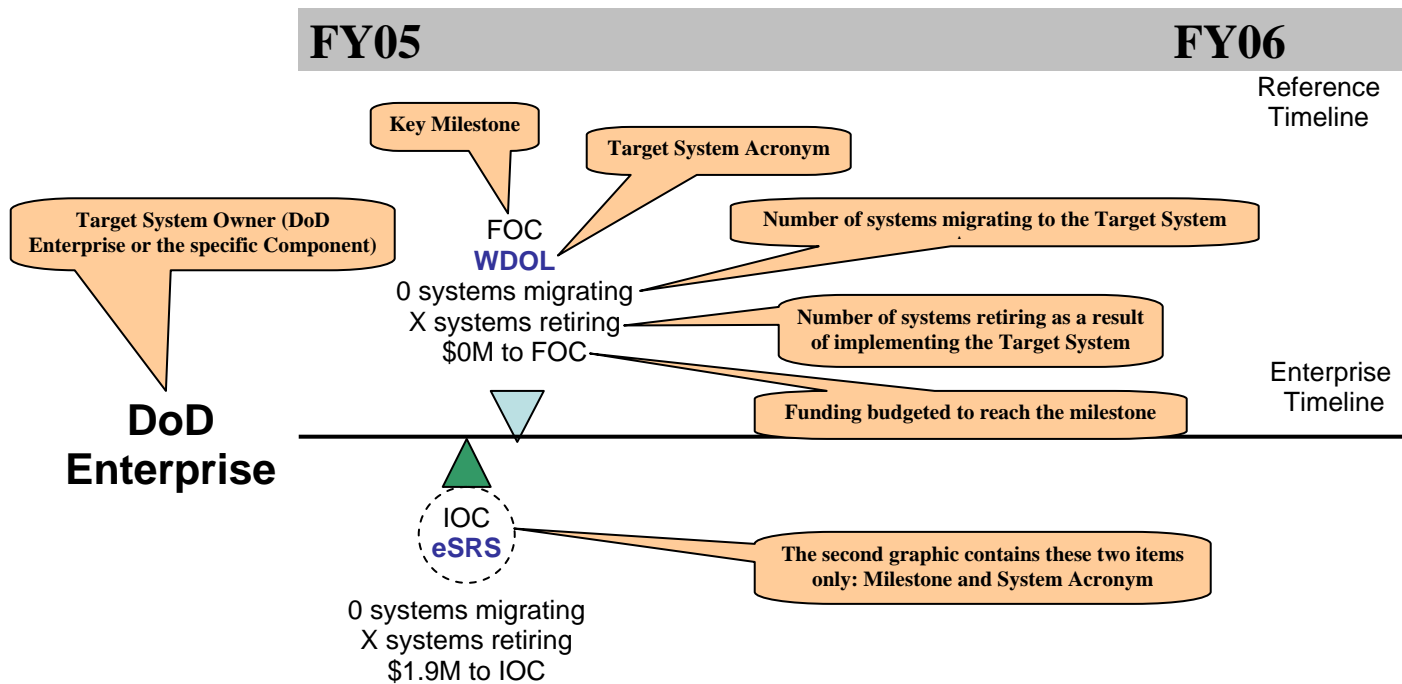 FY05
FY06
Reference
Timeline
Key Milestone
Target System Acronym
Target System Owner (DoD
Enterprise or the specific Component)
Number of systems migrating to the Target System
FOC
WDOL
0 systems migrating
X systems retiring
$0M to FOC
Number of systems retiring as a result
of implementing the Target System
Funding budgeted to reach the milestone
Enterprise
Timeline
DoD
Enterprise
IOC
eSRS
The second graphic contains these two items
only: Milestone and System Acronym
0 systems migrating
X systems retiring
$1.9M to IOC